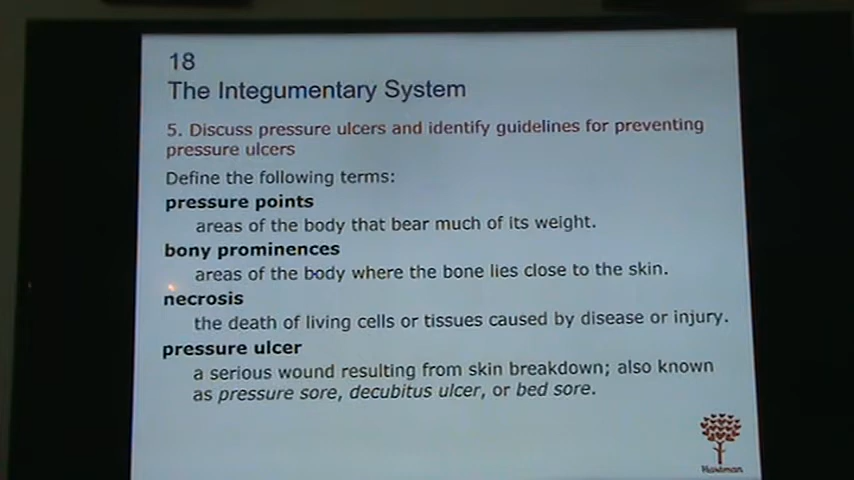 18
The Integumentary System
5. Discuss pressure ulcers and identify guidelines for preventing
pressure ulcers
Define the following terms:
pressure points
areas of the body that bear much of its weight.
bony prominences
areas of the body where the bone lies close to the skin.
necrosis
the death of living cells or tissues caused by disease or injury.
pressure ulcer
a serious wound resulting from skin breakdown; also known
as pressure sore, decubitus ulcer, or bed sore.
Hartman